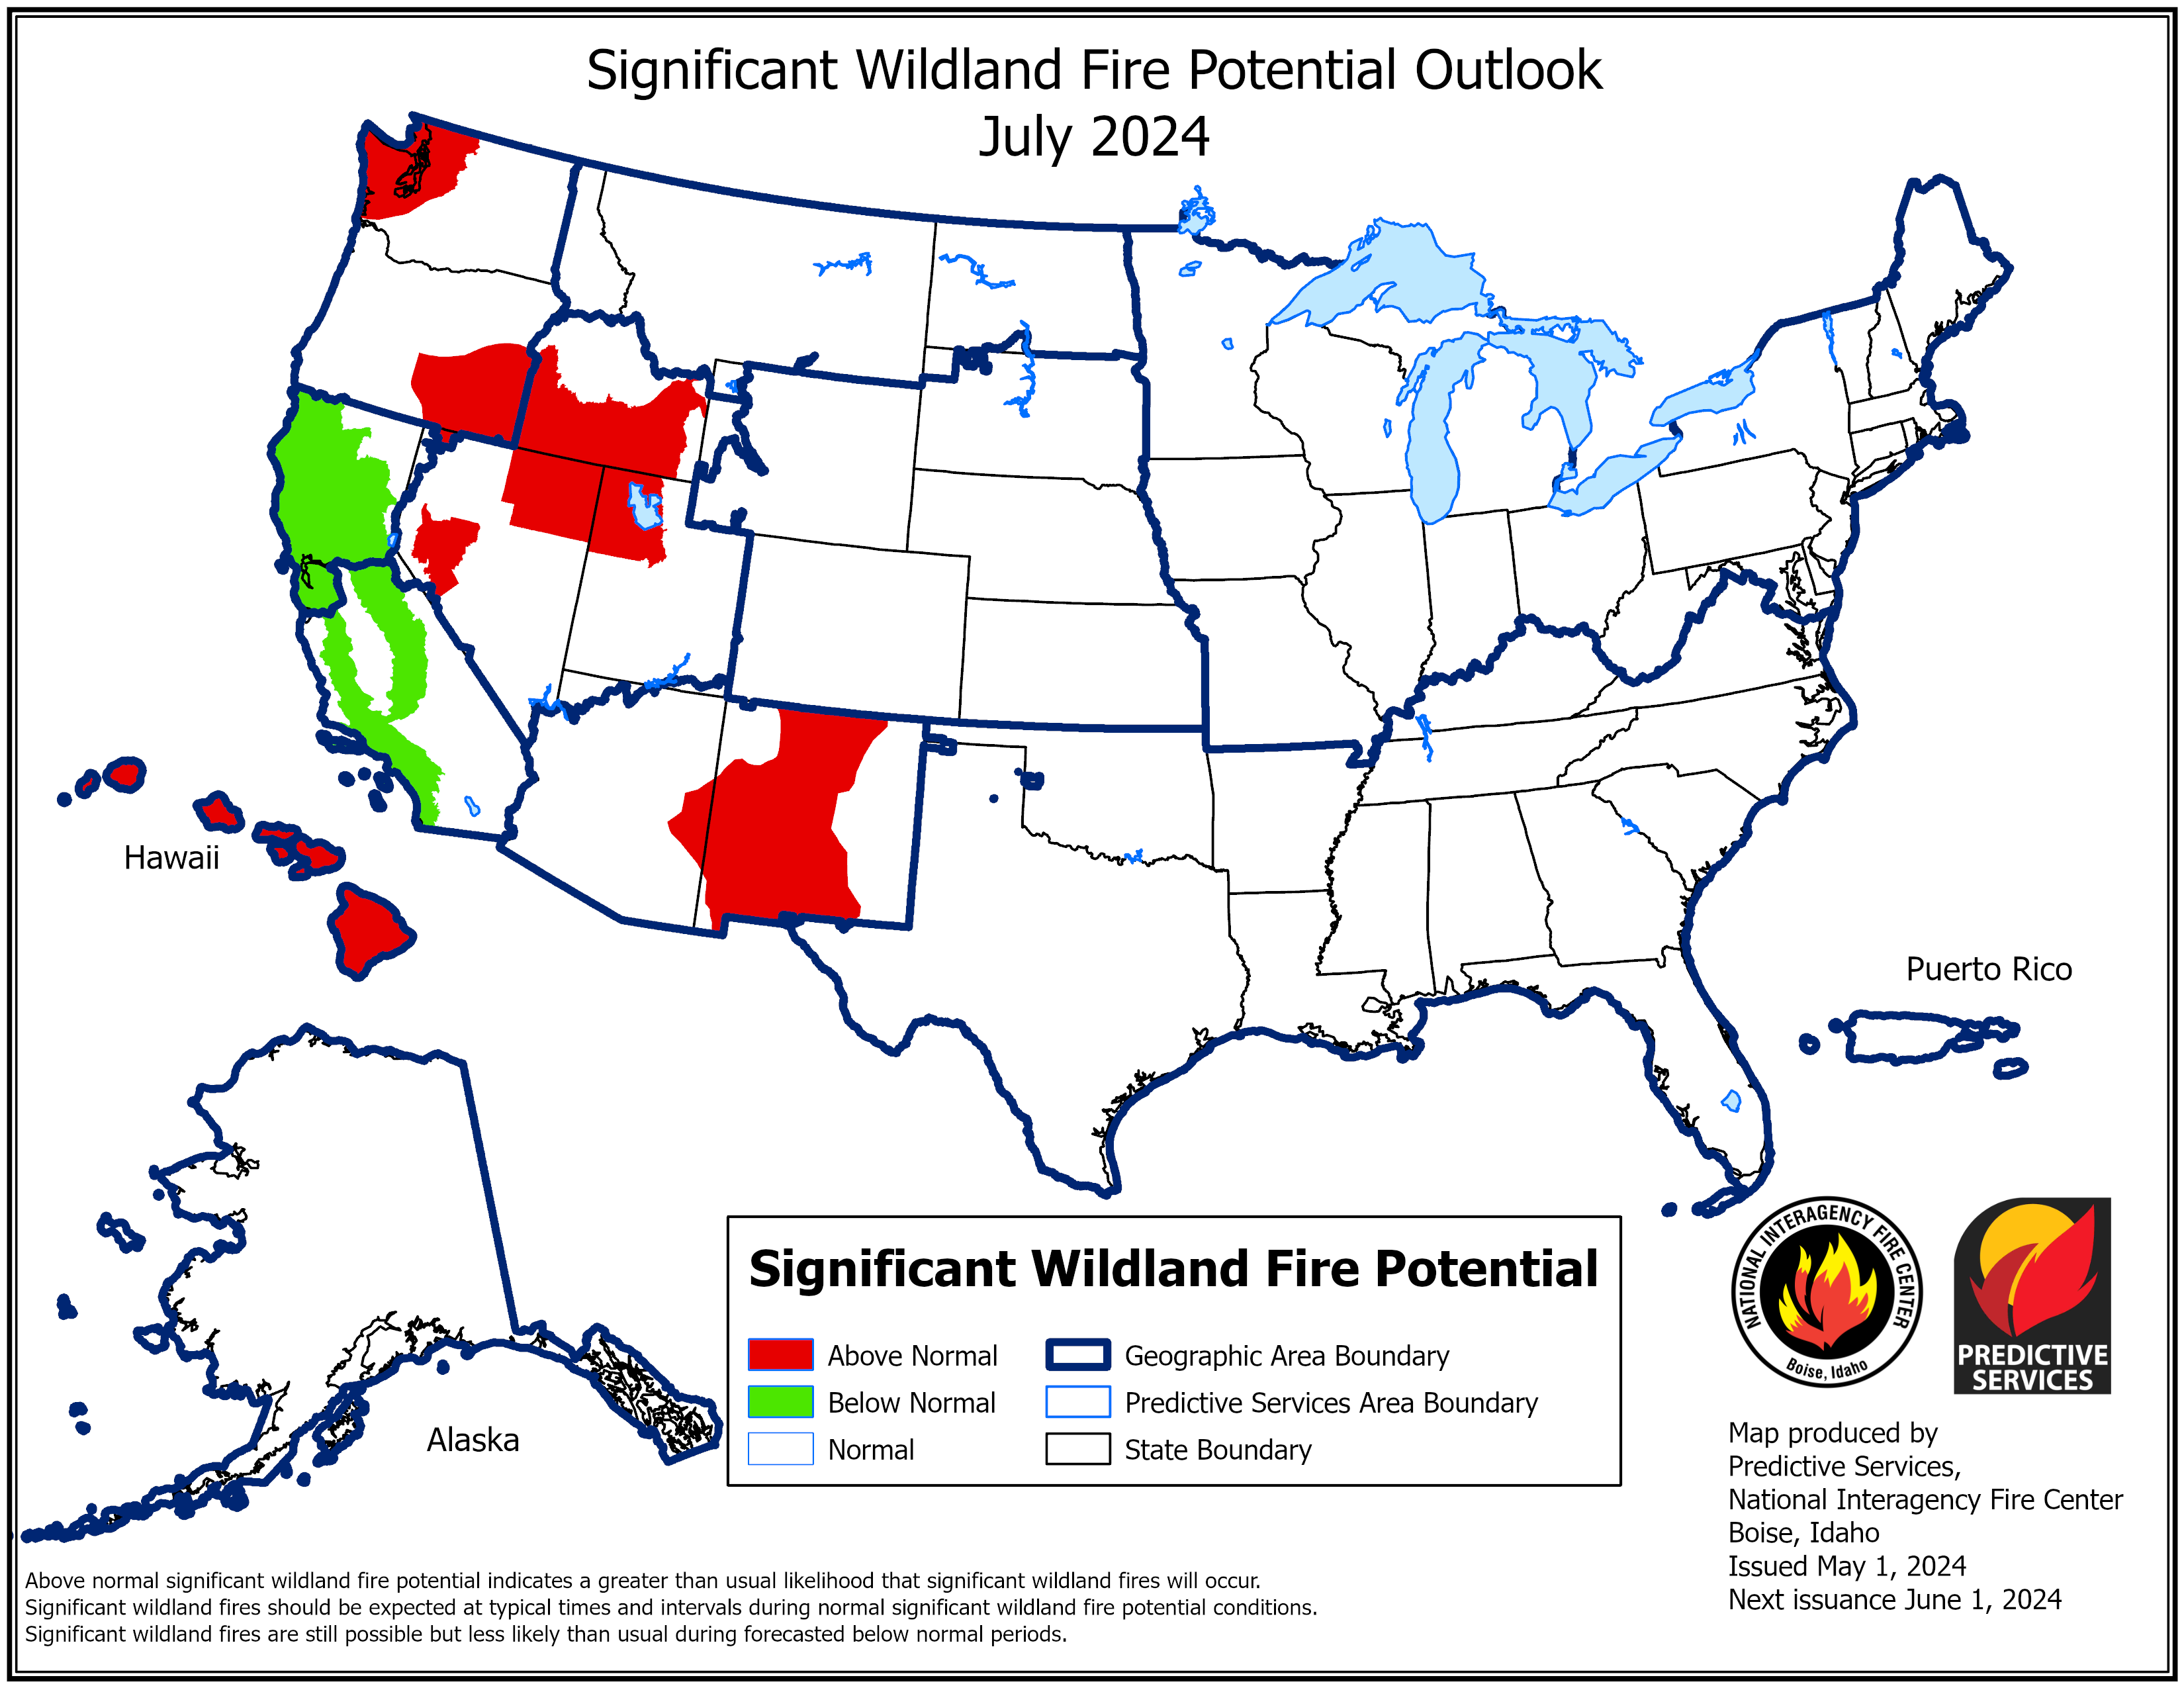 Significant Wildland Fire Potential Outlook
July 2024
Hawaii
Puerto Rico
Alaska
Significant Wildland Fire Potential
Above Normal
Below Normal
Normal
Geographic Area Boundary
Predictive Services Area Boundary
State Boundary
NATIONAL INTERAGENCY FIRE CENTER
Boise, Idaho
PREDICTIVE
SERVICES
Map produced by
Predictive Services,
National Interagency Fire Center
Boise, Idaho
Issued May 1, 2024
Next issuance June 1, 2024
Above normal significant wildland fire potential indicates a greater than usual likelihood that significant wildland fires will occur.
Significant wildland fires should be expected at typical times and intervals during normal significant wildland fire potential conditions.
Significant wildland fires are still possible but less likely than usual during forecasted below normal periods.